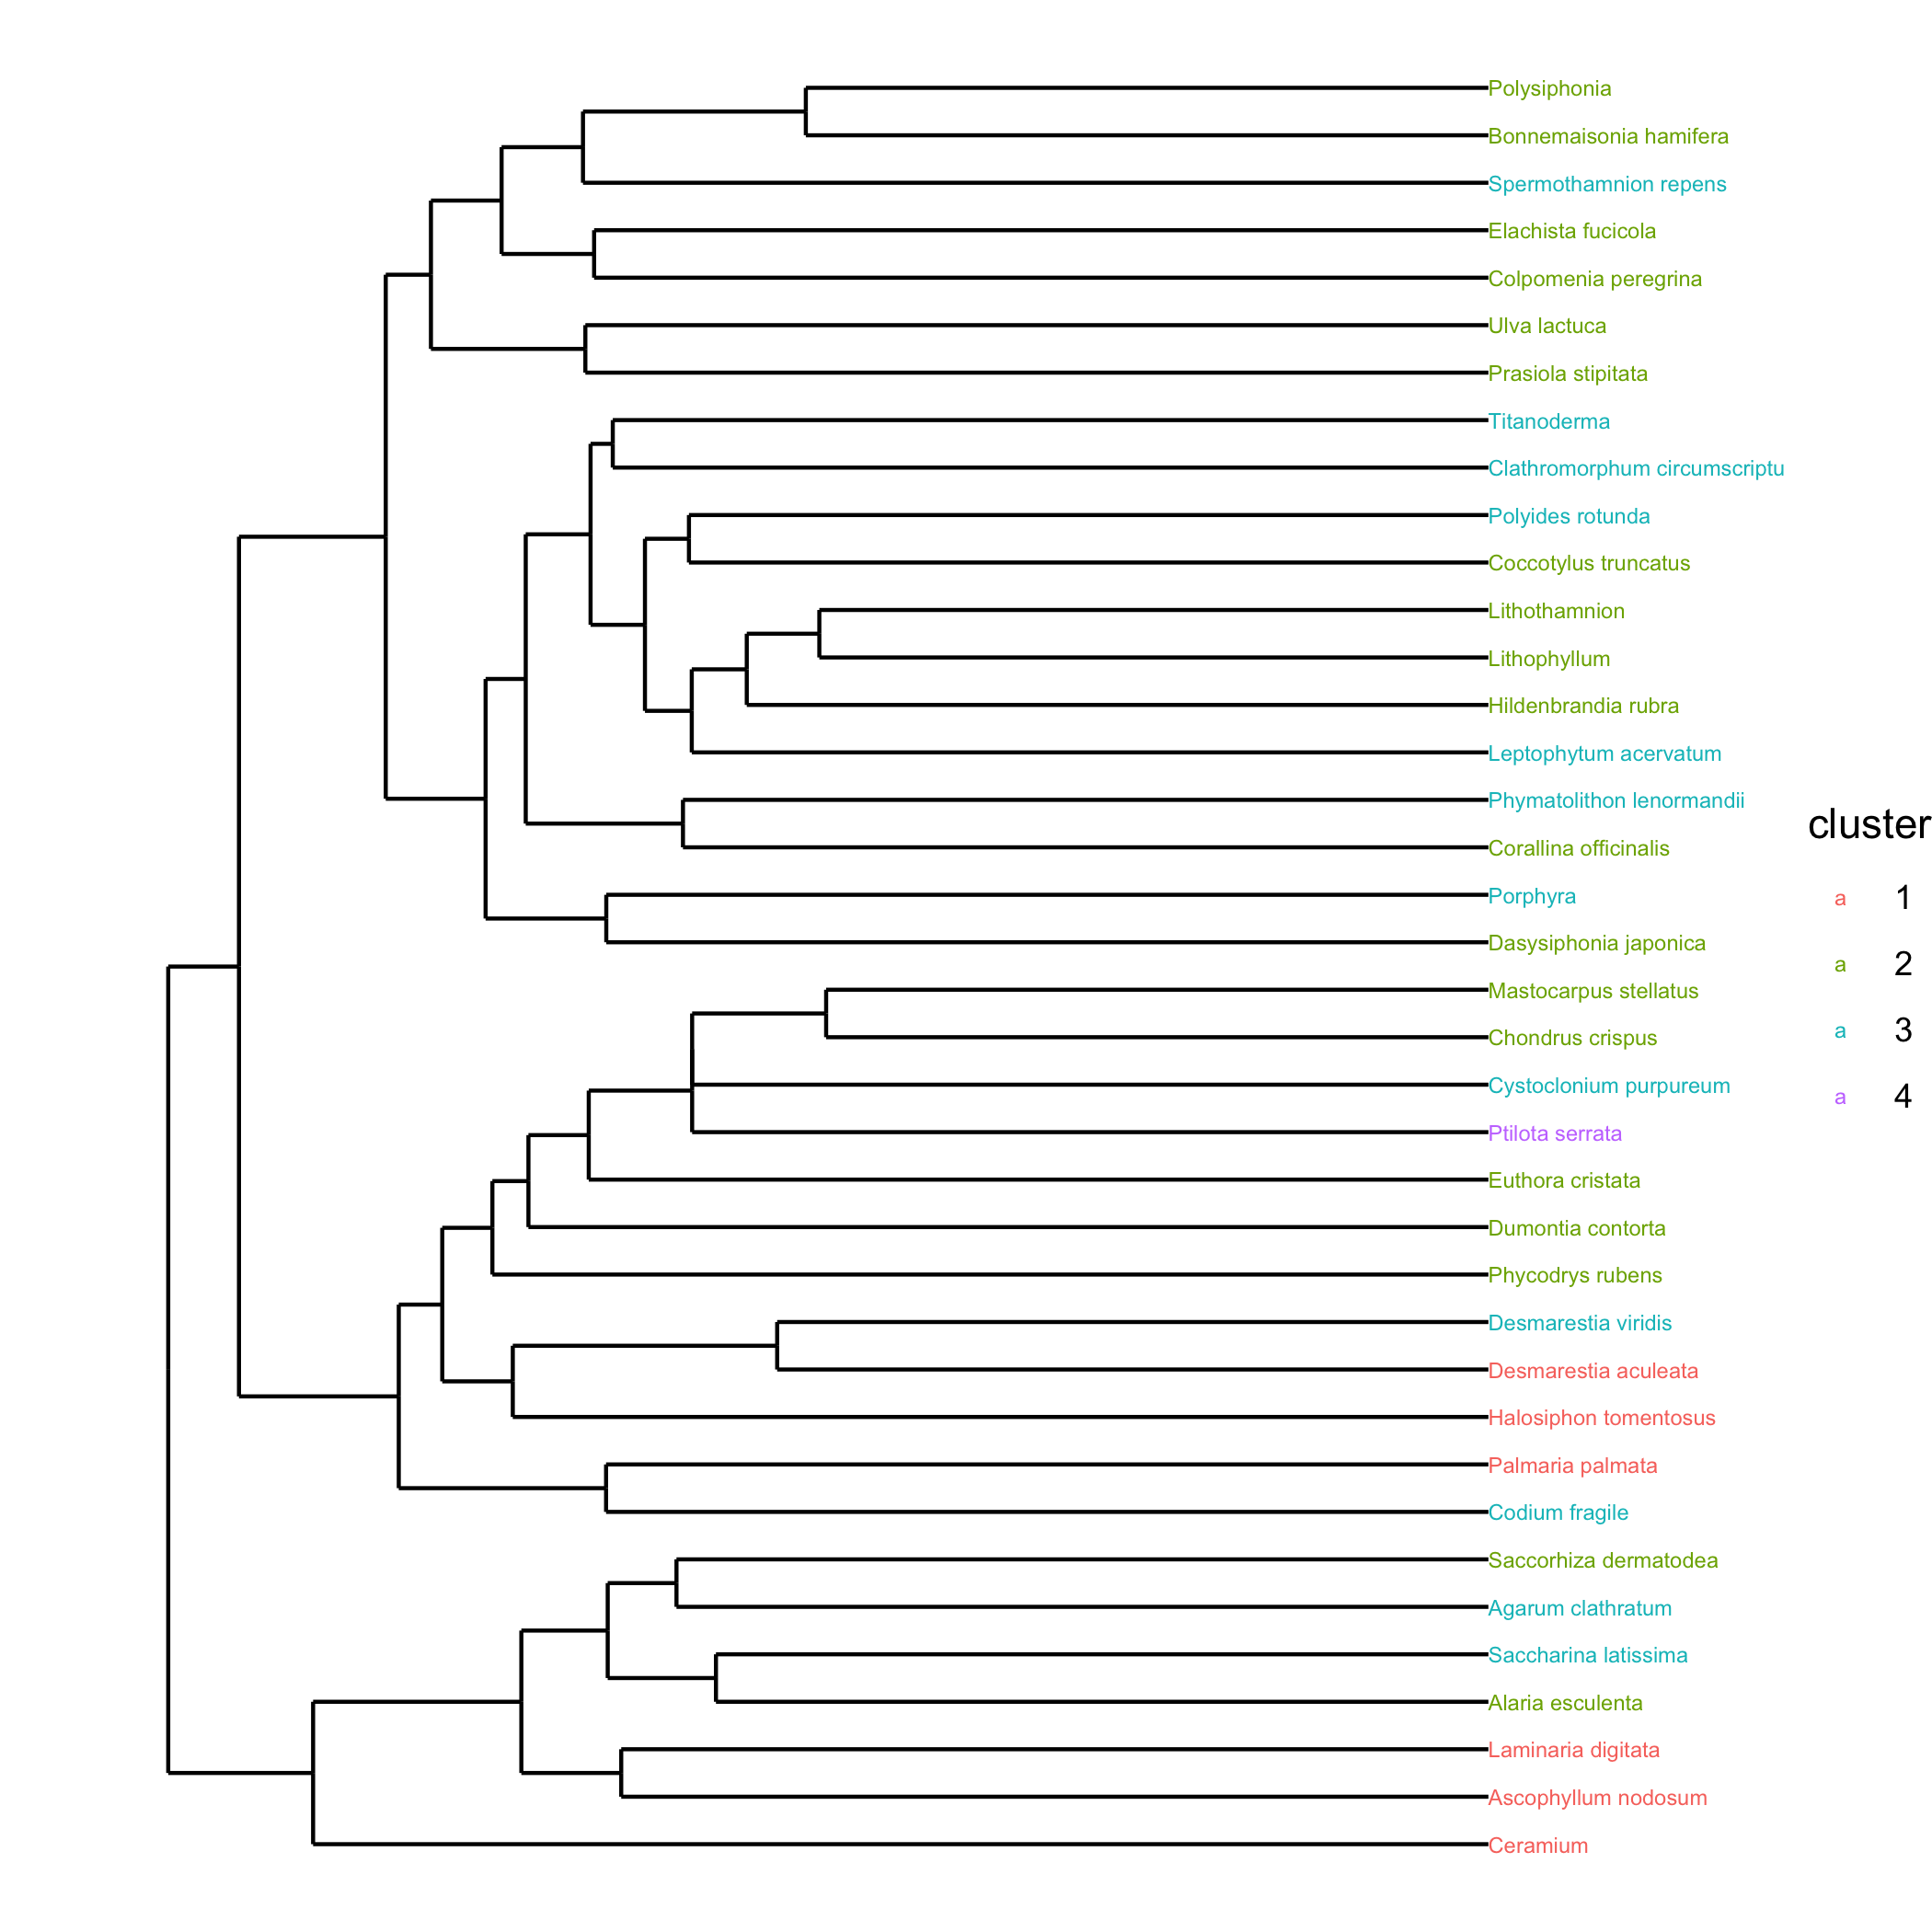 Polysiphonia
Bonnemaisonia hamifera
Spermothamnion repens
Elachista fucicola
Colpomenia peregrina
Ulva lactuca
Prasiola stipitata
Titanoderma
Clathromorphum circumscriptu
Polyides rotunda
Coccotylus truncatus
Lithothamnion
Lithophyllum
Hildenbrandia rubra
Leptophytum acervatum
Phymatolithon lenormandii
Corallina officinalis
Porphyra
Dasysiphonia japonica
Mastocarpus stellatus
Chondrus crispus
Cystoclonium purpureum
Ptilota serrata
Euthora cristata
Dumontia contorta
Phycodrys rubens
Desmarestia viridis
Desmarestia aculeata
Halosiphon tomentosus
Palmaria palmata
Codium fragile
Saccorhiza dermatodea
Agarum clathratum
Saccharina latissima
Alaria esculenta
Laminaria digitata
Ascophyllum nodosum
Ceramium
cluster
a 1
a 2
a 3
a 4